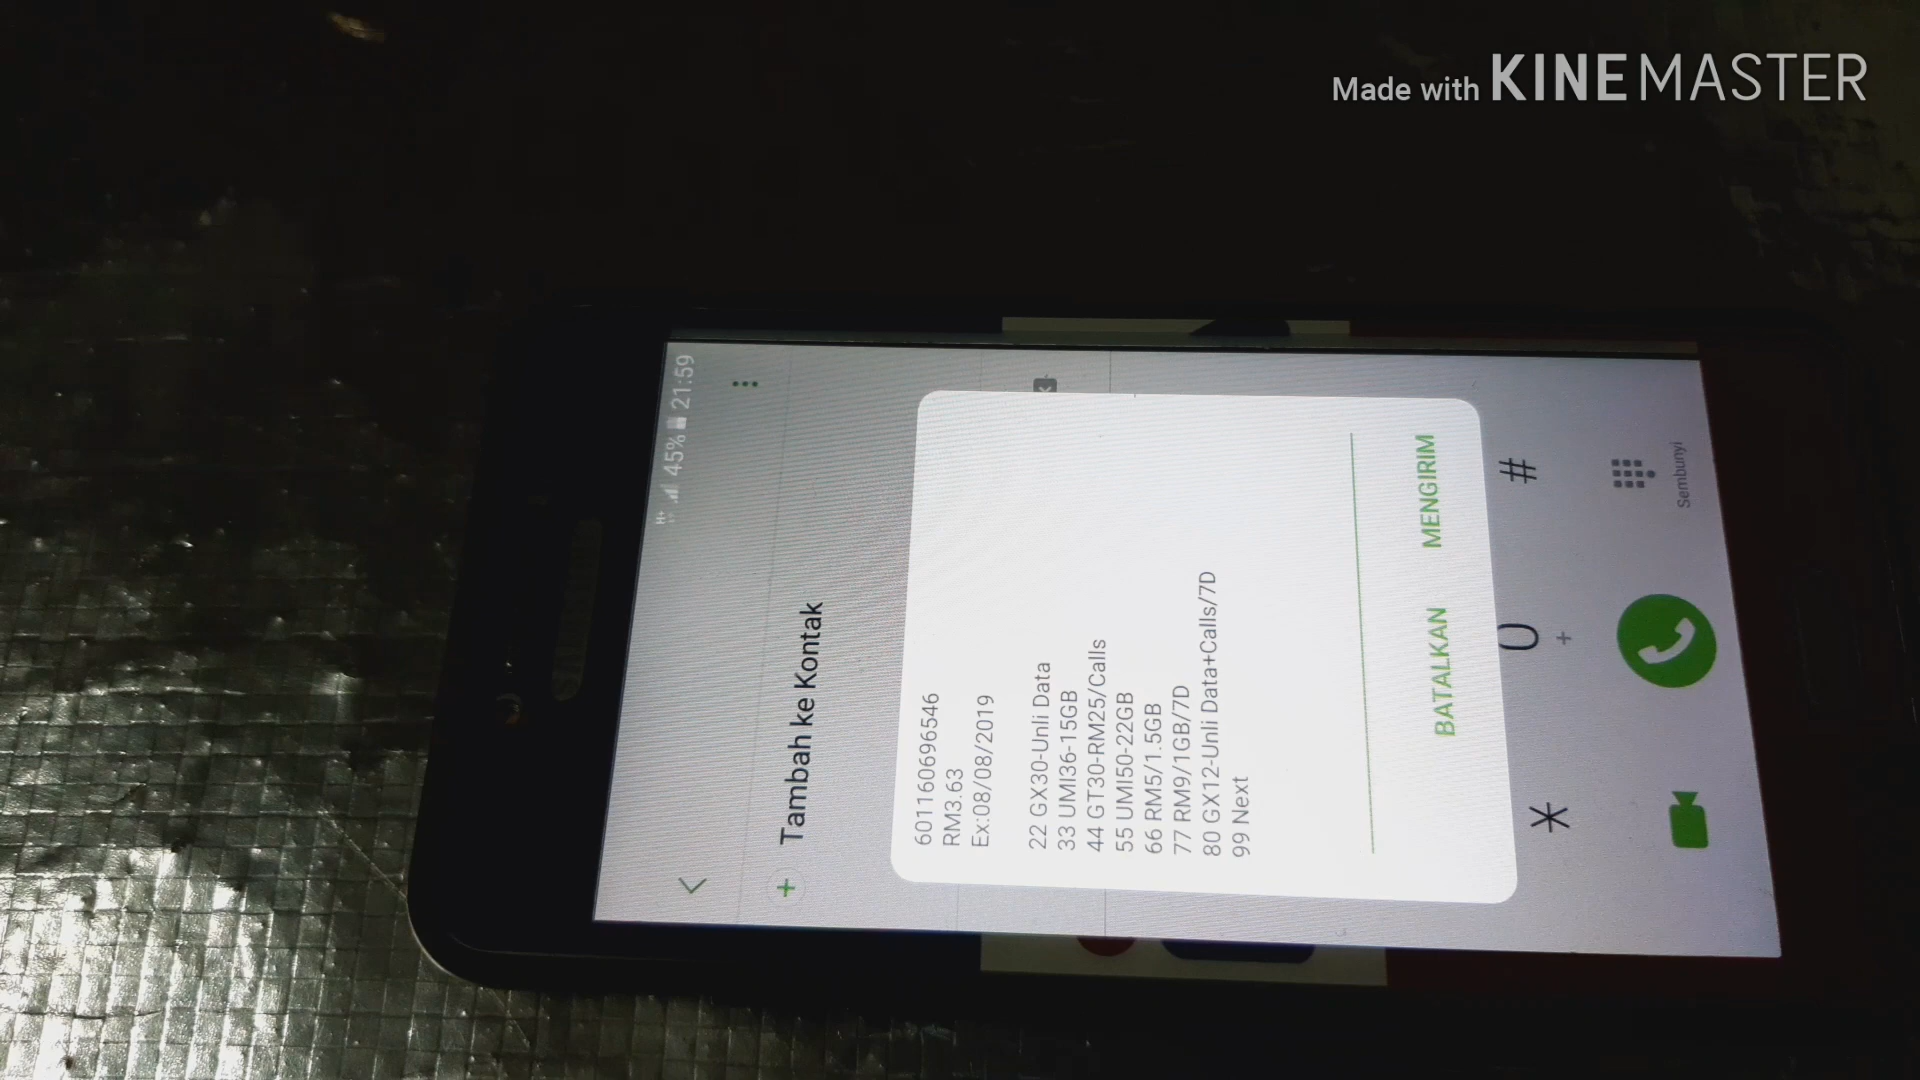 Made with KINEMASTER
45% 21:59
Tambah ke Kontak
601160696546
RM3.63
Ex:08/08/2019
22 GX30-Unli Data
33 UMI36-15GB
44 GT30-RM25/Calls
55 UMI50-22GB
66 RM5/1.5GB
77 RM9/1GB/7D
80 GX12-Unli Data+Calls/7D
99 Next
BATALKAN MENGIRIM
* 0 #
+
Sembunyi